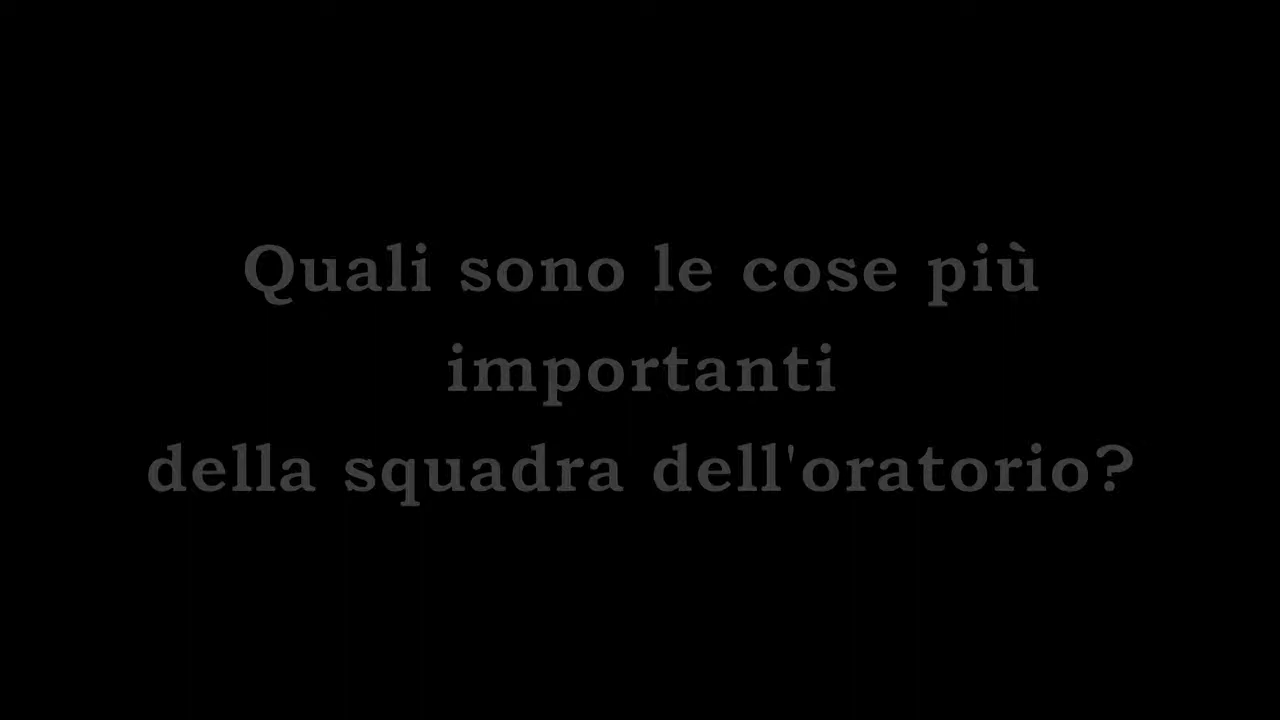 Quali sono le cose più
importanti
della squadra dell'oratorio?